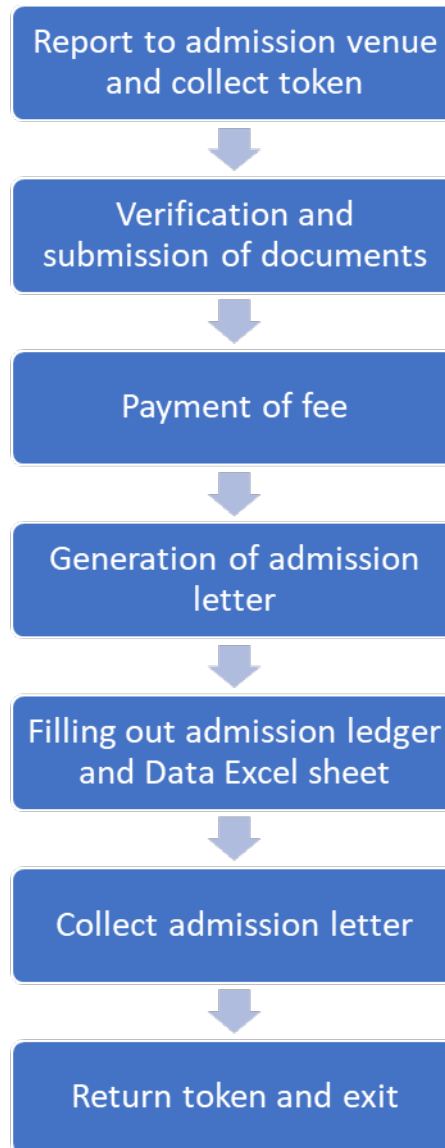 Report to admission venue
and collect token
Verification and
submission of documents
Payment of fee
Generation of admission
letter
Filling out admission ledger
and Data Excel sheet
Collect admission letter
Return token and exit